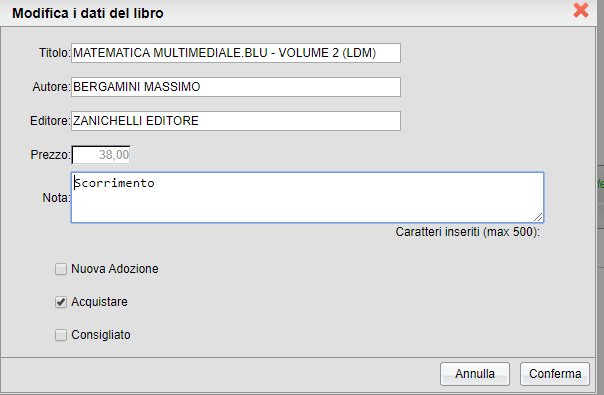 Modifica i dati del libro
Titolo: MATEMATICA MULTIMEDIALE.BLU - VOLUME 2 (LDM)
Autore: BERGAMINI MASSIMO
Editore: ZANICHELLI EDITORE
Prezzo: 38,00
Nota: Scorrimento
Caratteri inseriti (max 500):
Nuova Adozione
Acquistare
Consigliato
Annulla Conferma